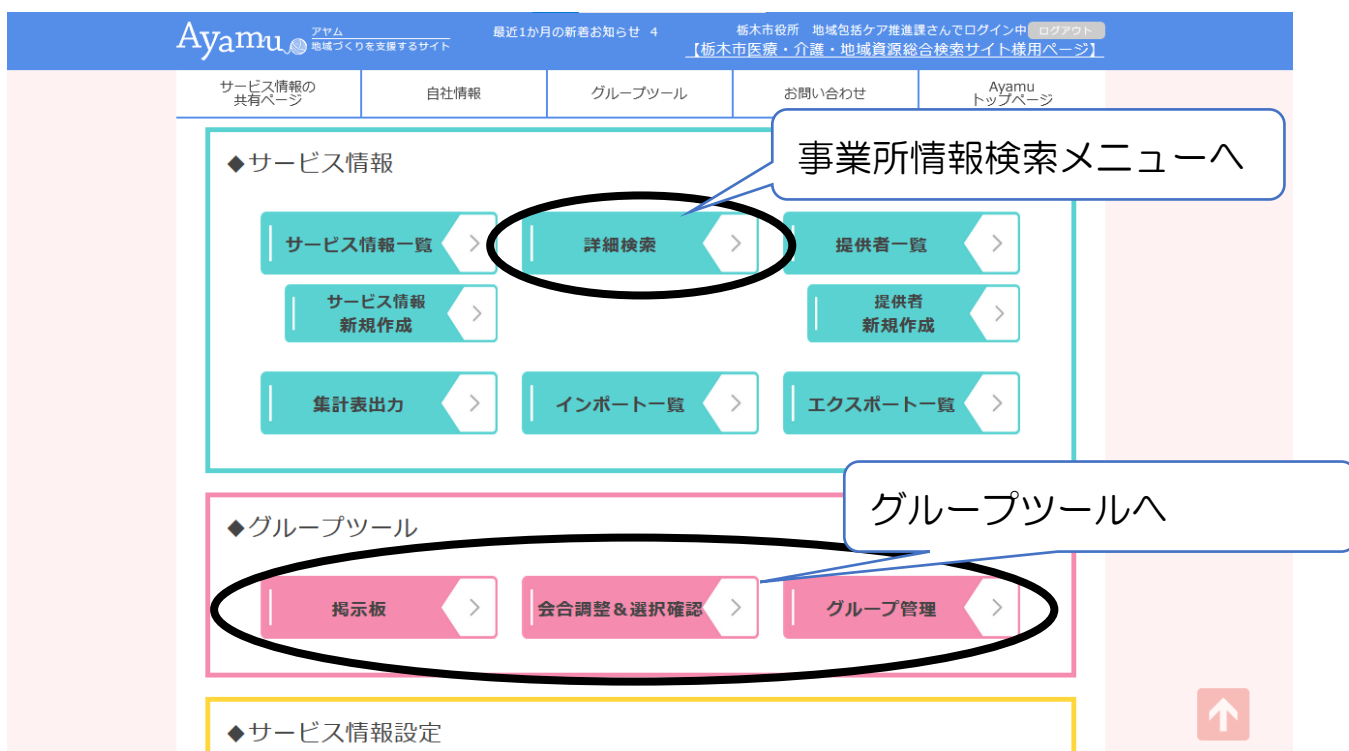 Ayamu アヤム
地域づくりを支援するサイト
最近1か月の新着お知らせ 4
栃木市役所 地域包括ケア推進課さんでログイン中 ログアウト
【栃木市医療・介護・地域資源総合検索サイト様用ページ】
サービス情報の
共有ページ
自社情報
グループツール
お問い合わせ
Ayamu
トップページ
◆サービス情報
事業所情報検索メニューへ
サービス情報一覧
詳細検索
提供者一覧
サービス情報
新規作成
提供者
新規作成
集計表出力
インポート一覧
エクスポート一覧
◆グループツール
グループツールへ
掲示板
会合調整&選択確認
グループ管理
◆サービス情報設定